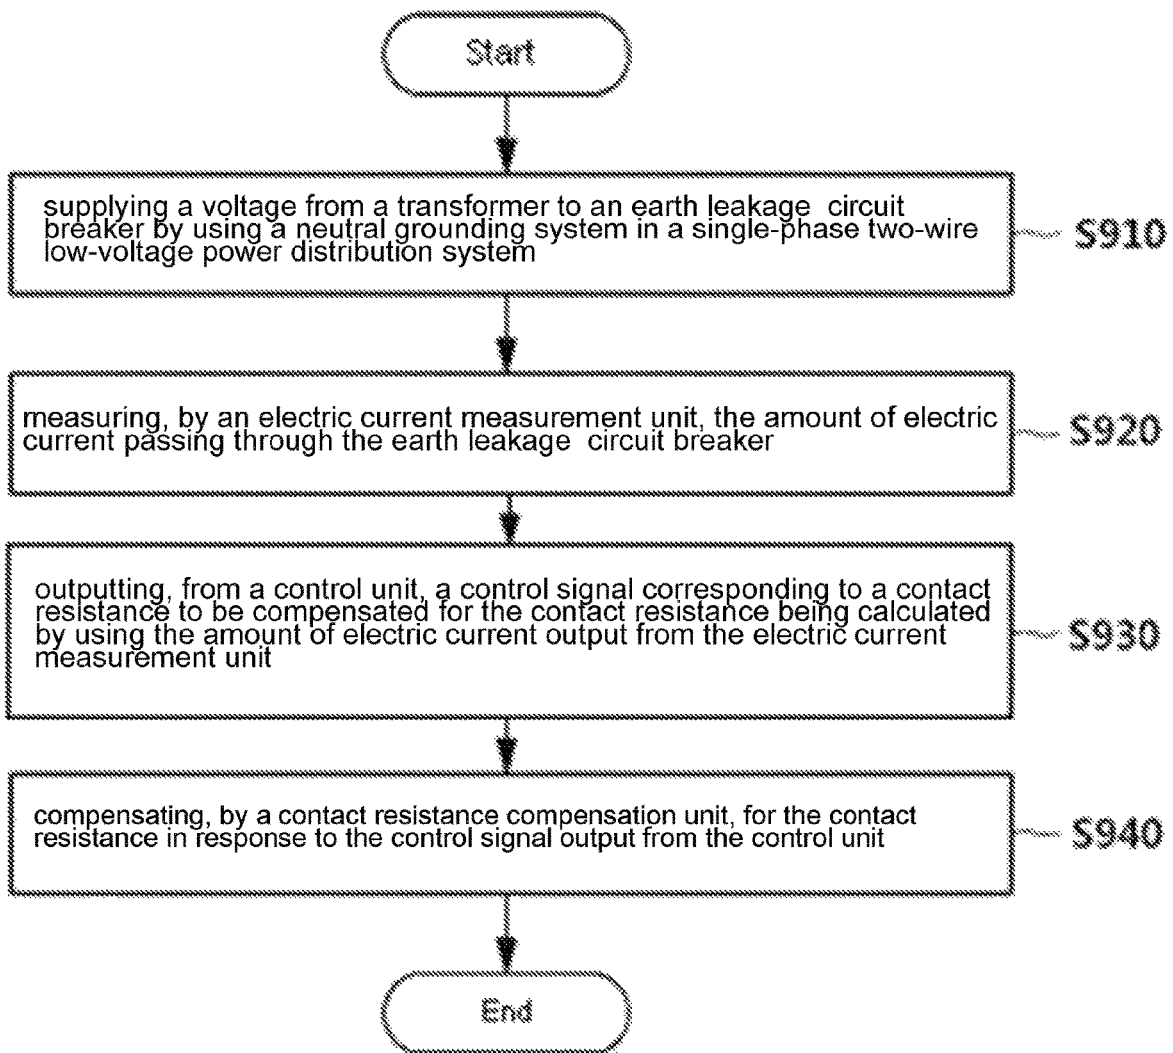 Start
supplying a voltage from a transformer to an earth leakage circuit
breaker by using a neutral grounding system in a single-phase two-wire
low-voltage power distribution system
S910
measuring, by an electric current measurement unit, the amount of electric
current passing through the earth leakage circuit breaker
S920
outputting, from a control unit, a control signal corresponding to a contact
resistance to be compensated for the contact resistance being calculated
by using the amount of electric current output from the electric current
measurement unit
S930
compensating, by a contact resistance compensation unit, for the contact
resistance in response to the control signal output from the control unit
S940
End